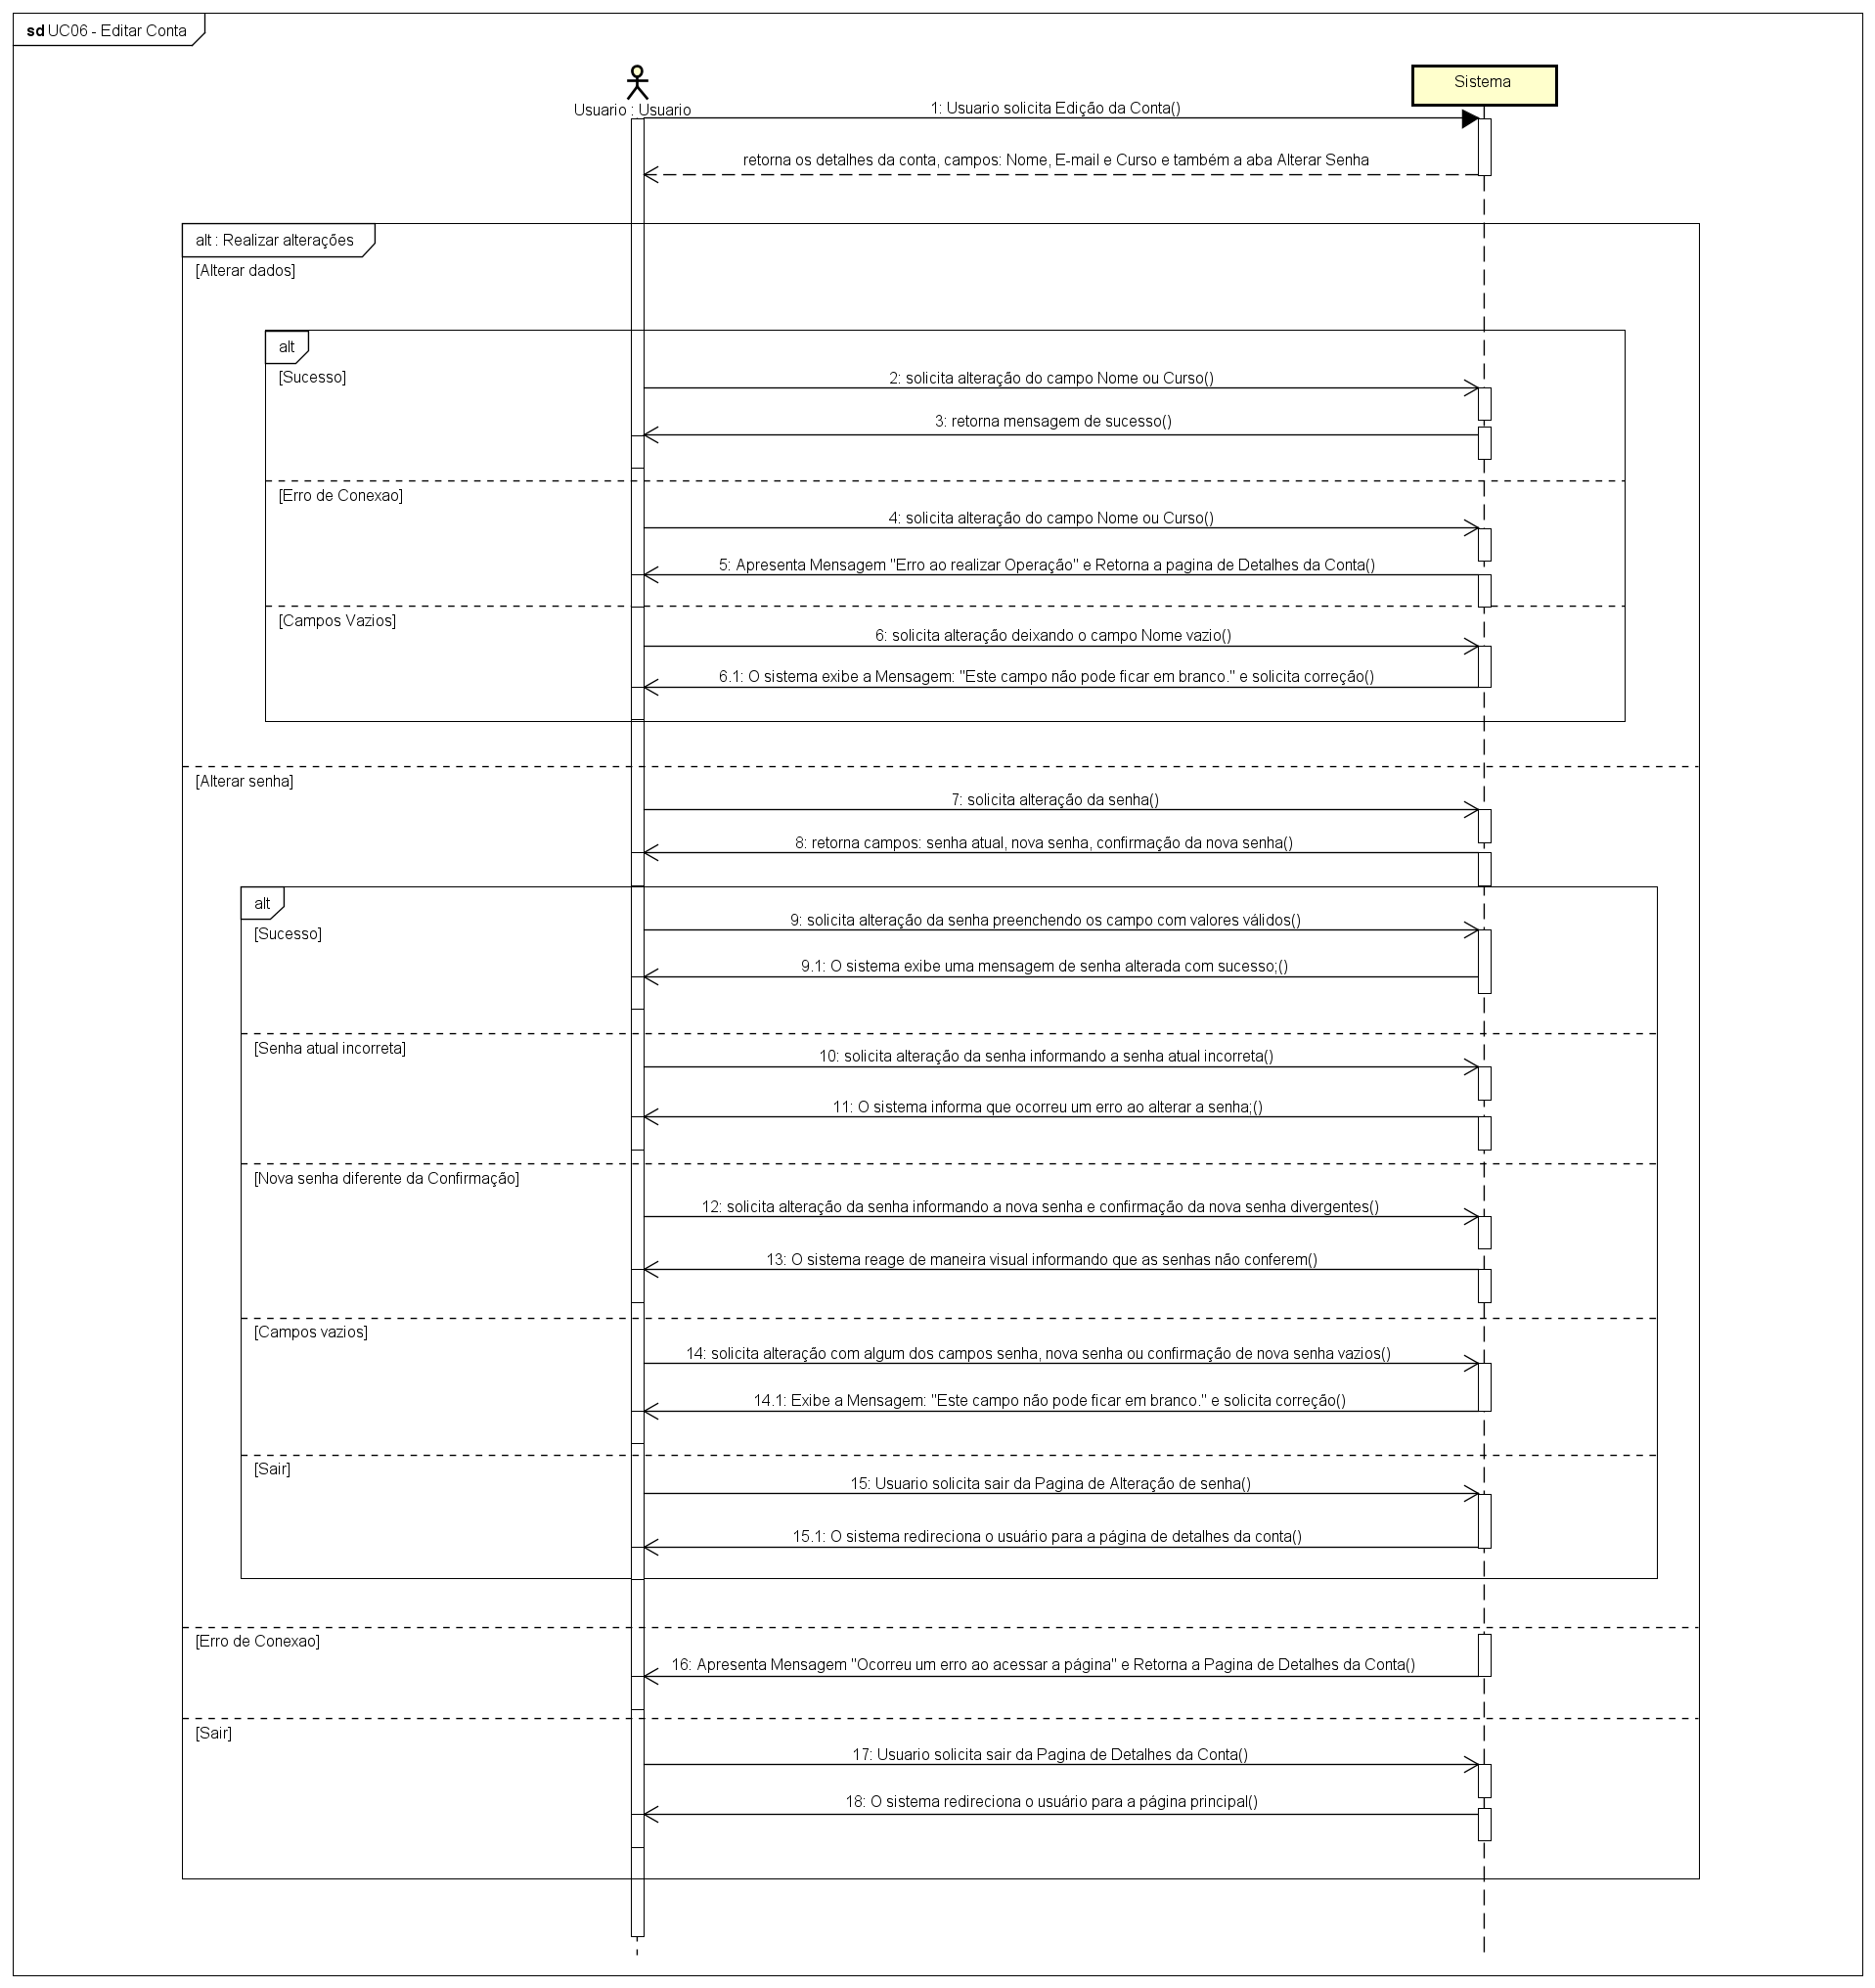 sd UC06 - Editar Conta
Usuario : Usuario
Sistema
1: Usuario solicita Edição da Conta()
retorna os detalhes da conta, campos: Nome, E-mail e Curso e também a aba Alterar Senha
alt : Realizar alterações
[Alterar dados]
alt
[Sucesso]
2: solicita alteração do campo Nome ou Curso()
3: retorna mensagem de sucesso()
[Erro de Conexao]
4: solicita alteração do campo Nome ou Curso()
5: Apresenta Mensagem "Erro ao realizar Operação" e Retorna a pagina de Detalhes da Conta()
[Campos Vazios]
6: solicita alteração deixando o campo Nome vazio()
6.1: O sistema exibe a Mensagem: "Este campo não pode ficar em branco." e solicita correção()
[Alterar senha]
7: solicita alteração da senha()
8: retorna campos: senha atual, nova senha, confirmação da nova senha()
alt
[Sucesso]
9: solicita alteração da senha preenchendo os campo com valores válidos()
9.1: O sistema exibe uma mensagem de senha alterada com sucesso;()
[Senha atual incorreta]
10: solicita alteração da senha informando a senha atual incorreta()
11: O sistema informa que ocorreu um erro ao alterar a senha;()
[Nova senha diferente da Confirmação]
12: solicita alteração da senha informando a nova senha e confirmação da nova senha divergentes()
13: O sistema reage de maneira visual informando que as senhas não conferem()
[Campos vazios]
14: solicita alteração com algum dos campos senha, nova senha ou confirmação de nova senha vazios()
14.1: Exibe a Mensagem: "Este campo não pode ficar em branco." e solicita correção()
[Sair]
15: Usuario solicita sair da Pagina de Alteração de senha()
15.1: O sistema redireciona o usuário para a página de detalhes da conta()
[Erro de Conexao]
16: Apresenta Mensagem "Ocorreu um erro ao acessar a página" e Retorna a Pagina de Detalhes da Conta()
[Sair]
17: Usuario solicita sair da Pagina de Detalhes da Conta()
18: O sistema redireciona o usuário para a página principal()